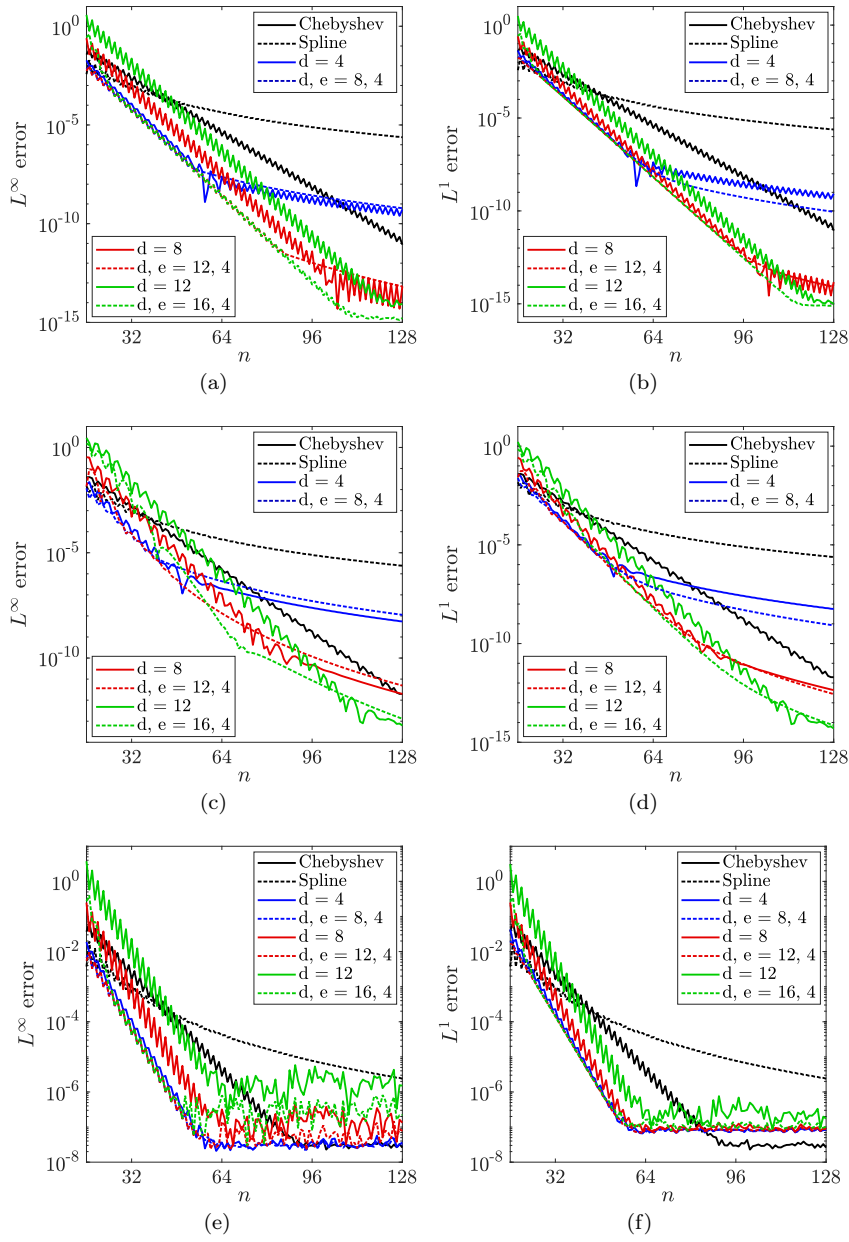 10^0
10^-5
10^-10
10^-15
L^∞ error
Chebyshev
Spline
d = 4
d, e = 8, 4
d = 8
d, e = 12, 4
d = 12
d, e = 16, 4
32
64
96
128
n
(a)
10^0
10^-5
10^-10
10^-15
L^1 error
Chebyshev
Spline
d = 4
d, e = 8, 4
d = 8
d, e = 12, 4
d = 12
d, e = 16, 4
32
64
96
128
n
(b)
10^0
10^-5
10^-10
L^∞ error
Chebyshev
Spline
d = 4
d, e = 8, 4
d = 8
d, e = 12, 4
d = 12
d, e = 16, 4
32
64
96
128
n
(c)
10^0
10^-5
10^-10
10^-15
L^1 error
Chebyshev
Spline
d = 4
d, e = 8, 4
d = 8
d, e = 12, 4
d = 12
d, e = 16, 4
32
64
96
128
n
(d)
10^0
10^-2
10^-4
10^-6
10^-8
L^∞ error
Chebyshev
Spline
d = 4
d, e = 8, 4
d = 8
d, e = 12, 4
d = 12
d, e = 16, 4
32
64
96
128
n
(e)
10^0
10^-2
10^-4
10^-6
10^-8
L^1 error
Chebyshev
Spline
d = 4
d, e = 8, 4
d = 8
d, e = 12, 4
d = 12
d, e = 16, 4
32
64
96
128
n
(f)